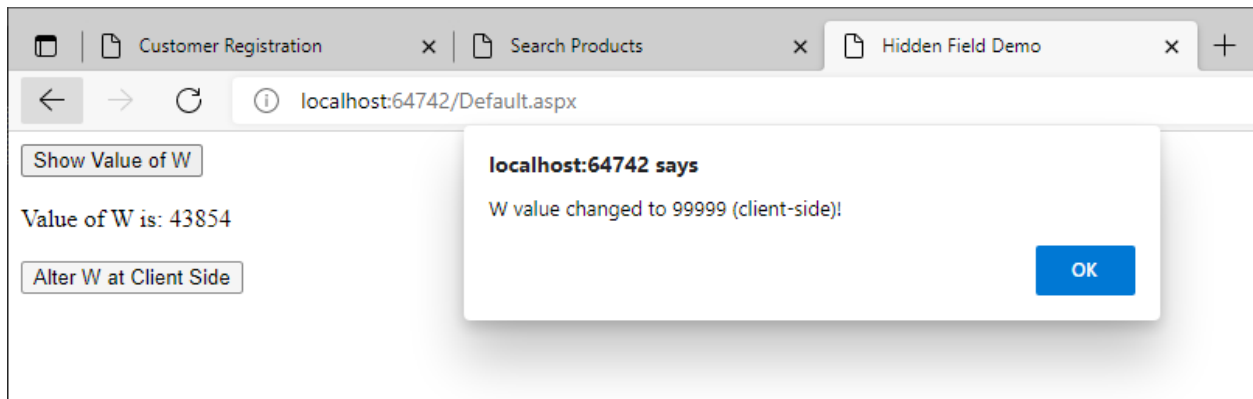 Customer Registration
Search Products
Hidden Field Demo
localhost:64742/Default.aspx
Show Value of W
localhost:64742 says
W value changed to 99999 (client-side)!
Value of W is: 43854
Alter W at Client Side
OK